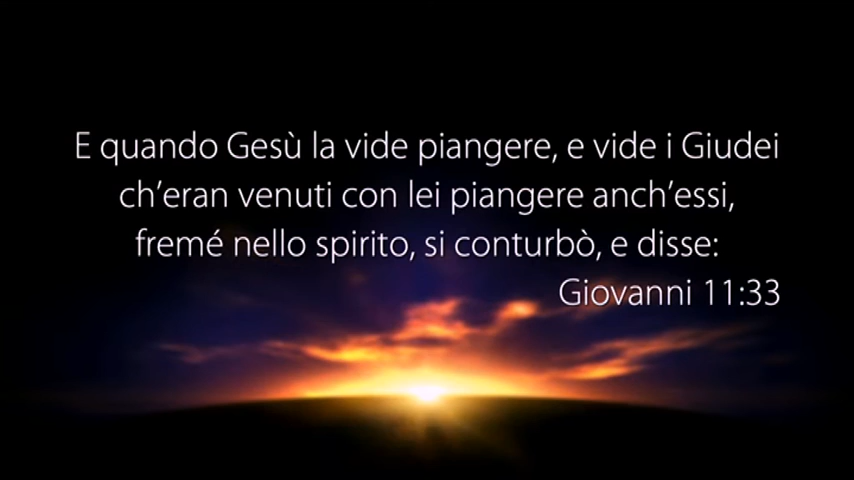 E quando Gesù la vide piangere, e vide i Giudei
ch’eran venuti con lei piangere anch’essi,
fremé nello spirito, si conturbò, e disse:
Giovanni 11:33